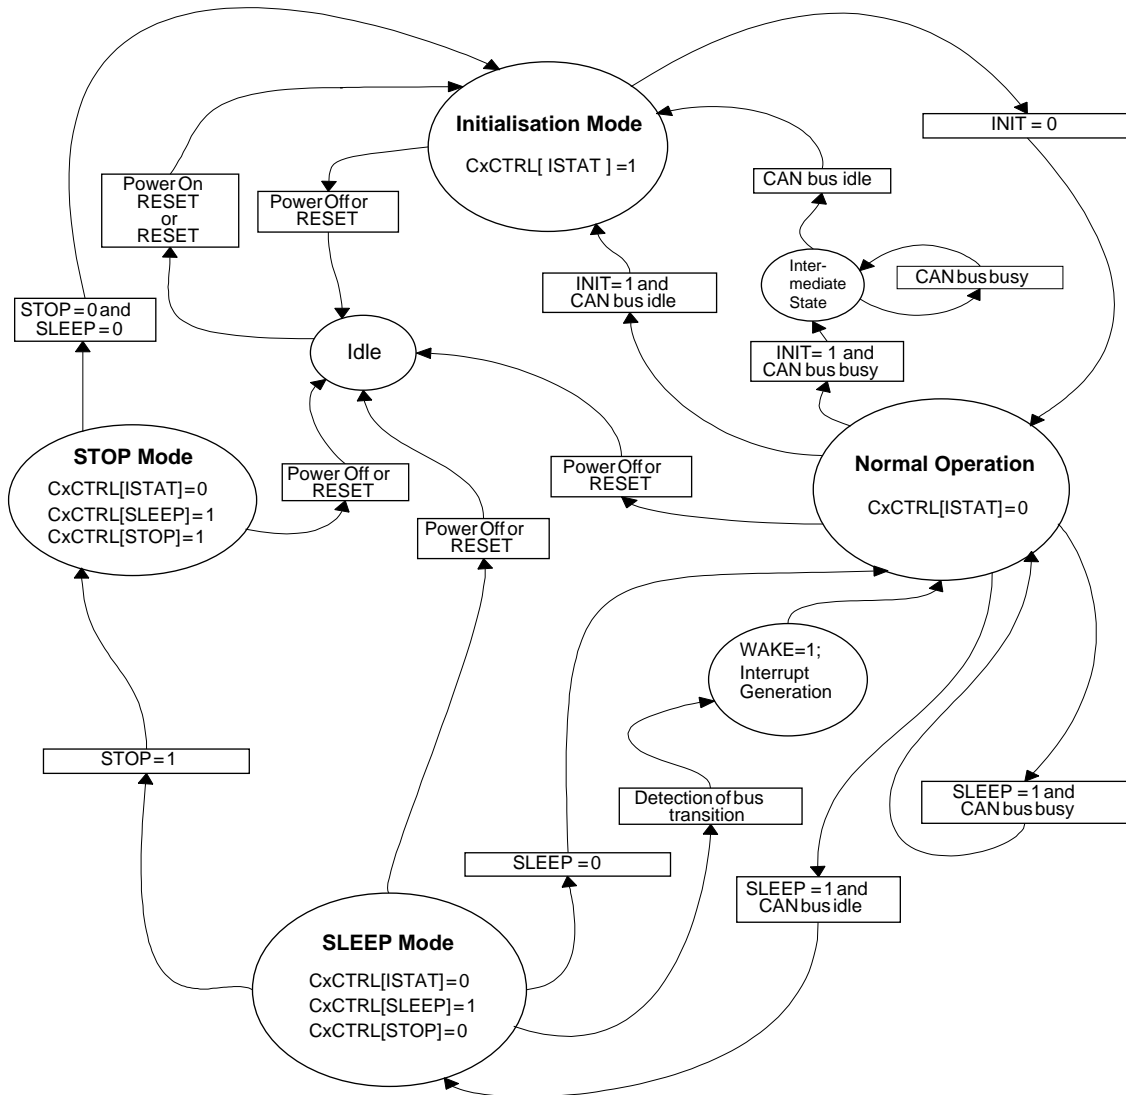 Initialisation Mode
CxCTRL[ ISTAT ] =1
INIT = 0
CAN bus idle
Power On
RESET
or
RESET
Power Off or
RESET
Inter-
mediate
State
CAN bus busy
INIT=1 and
CAN bus idle
STOP = 0 and
SLEEP = 0
Idle
INIT= 1 and
CAN bus busy
STOP Mode
CxCTRL[ISTAT]=0
CxCTRL[SLEEP]=1
CxCTRL[STOP]=1
Power Off or
RESET
Power Off or
RESET
Power Off or
RESET
Normal Operation
CxCTRL[ISTAT]=0
WAKE=1;
Interrupt
Generation
STOP=1
Detection of bus
transition
SLEEP =1 and
CAN bus busy
SLEEP = 0
SLEEP =1 and
CAN bus idle
SLEEP Mode
CxCTRL[ISTAT]=0
CxCTRL[SLEEP]=1
CxCTRL[STOP]=0